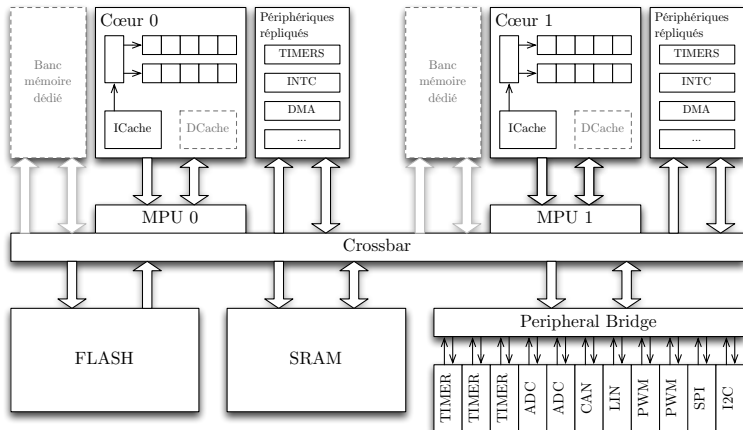 Banc
mémoire
dédié
Cœur 0
ICache
DCache
Périphériques
répliqués
TIMERS
INTC
DMA
...
Banc
mémoire
dédié
Cœur 1
ICache
DCache
Périphériques
répliqués
TIMERS
INTC
DMA
...
MPU 0
MPU 1
Crossbar
FLASH
SRAM
Peripheral Bridge
TIMER
TIMER
TIMER
ADC
ADC
CAN
LIN
PWM
PWM
SPI
I2C